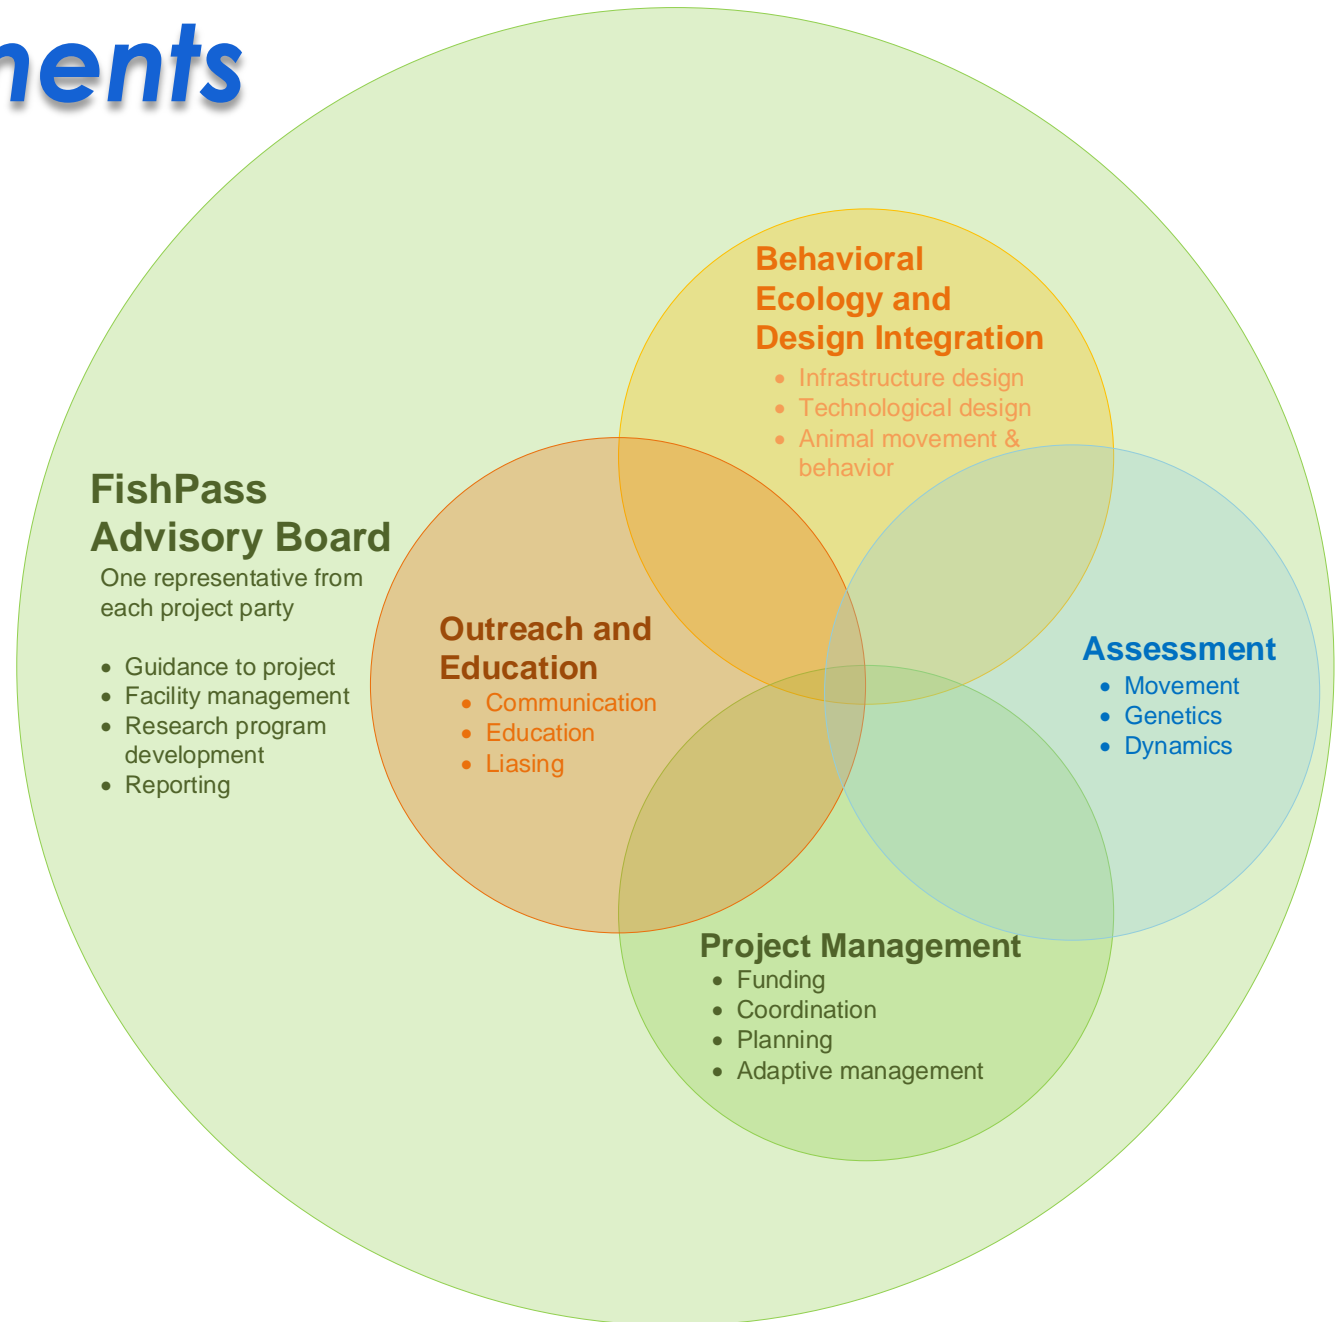 nents
Behavioral
Ecology and
Design Integration
• Infrastructure design
• Technological design
• Animal movement &
behavior
FishPass
Advisory Board
One representative from
each project party
• Guidance to project
• Facility management
• Research program
development
• Reporting
Outreach and
Education
• Communication
• Education
• Liasing
Assessment
• Movement
• Genetics
• Dynamics
Project Management
• Funding
• Coordination
• Planning
• Adaptive management